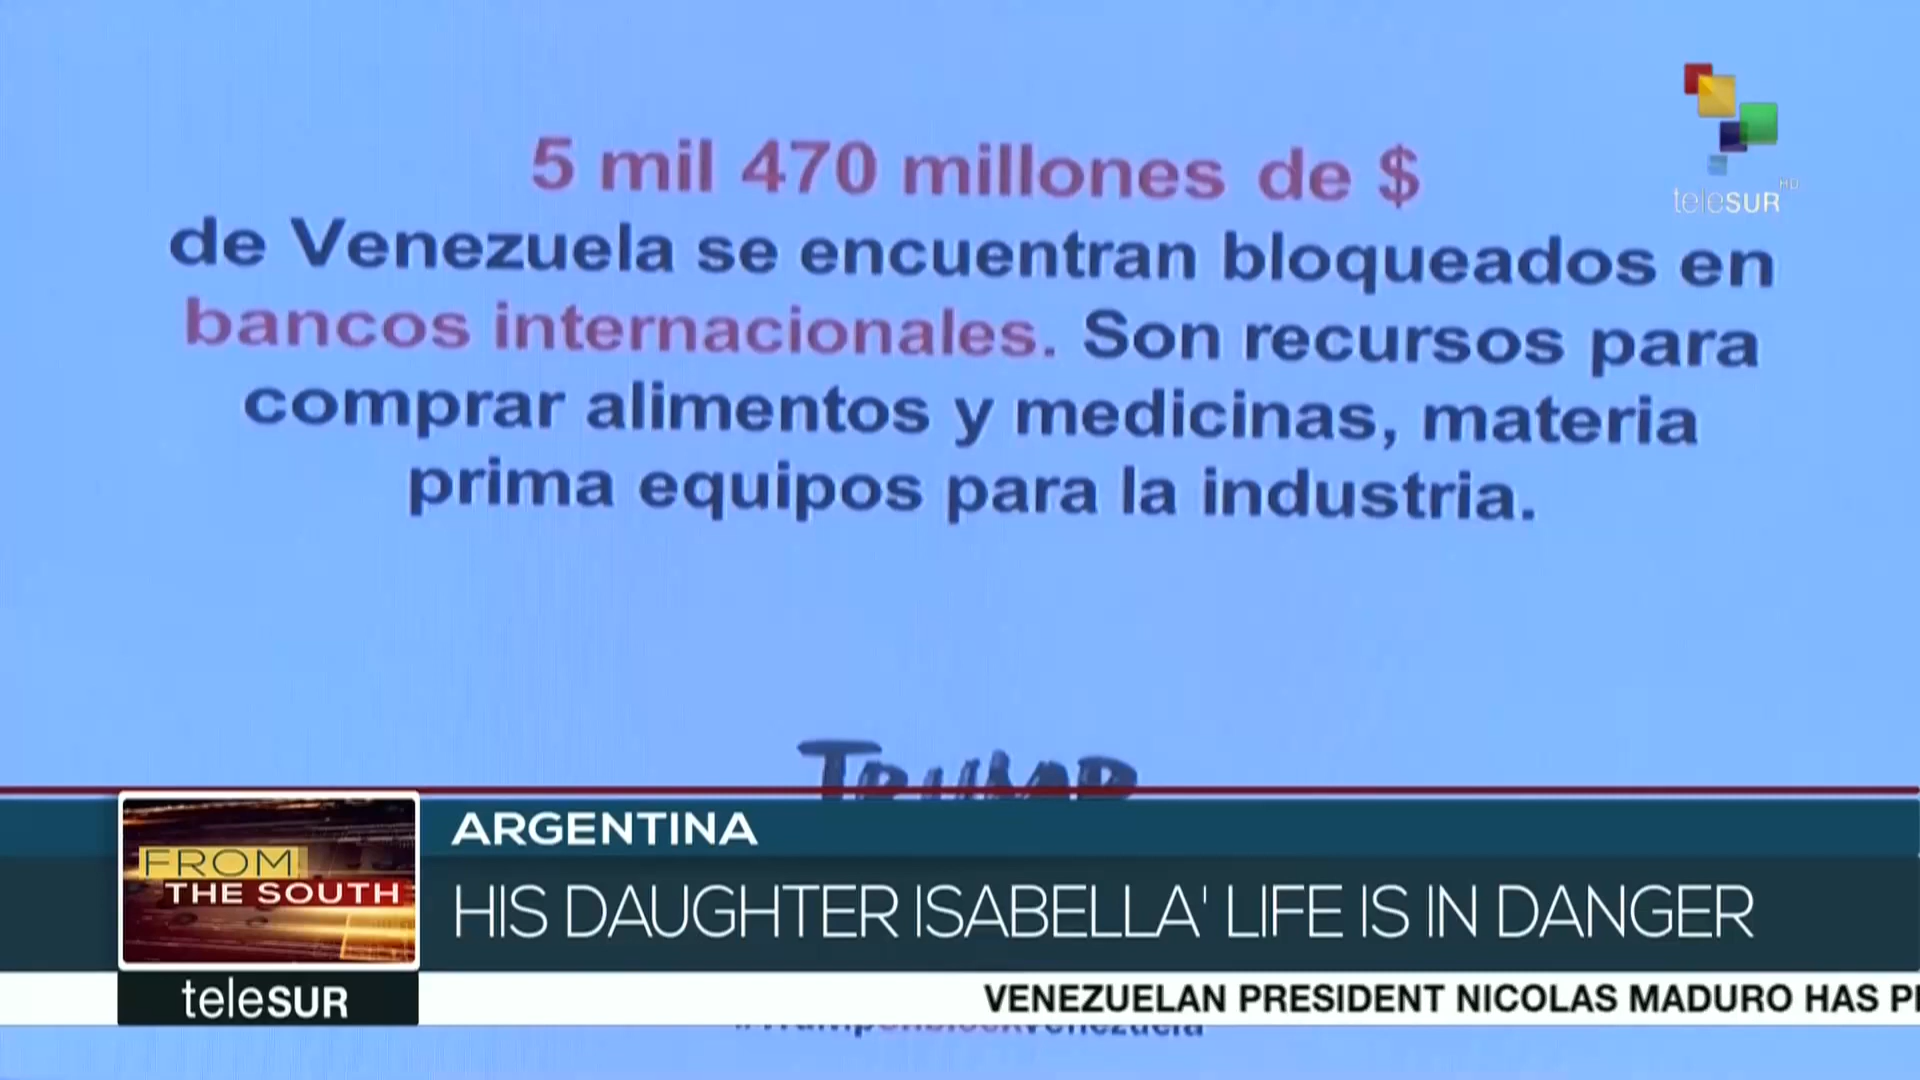 5 mil 470 millones de $
de Venezuela se encuentran bloqueados en
bancos internacionales. Son recursos para
comprar alimentos y medicinas, materia
prima equipos para la industria.
teleSUR HD
TRUMP
ARGENTINA
FROM
THE SOUTH
HIS DAUGHTER ISABELLA' LIFE IS IN DANGER
teleSUR
VENEZUELAN PRESIDENT NICOLAS MADURO HAS